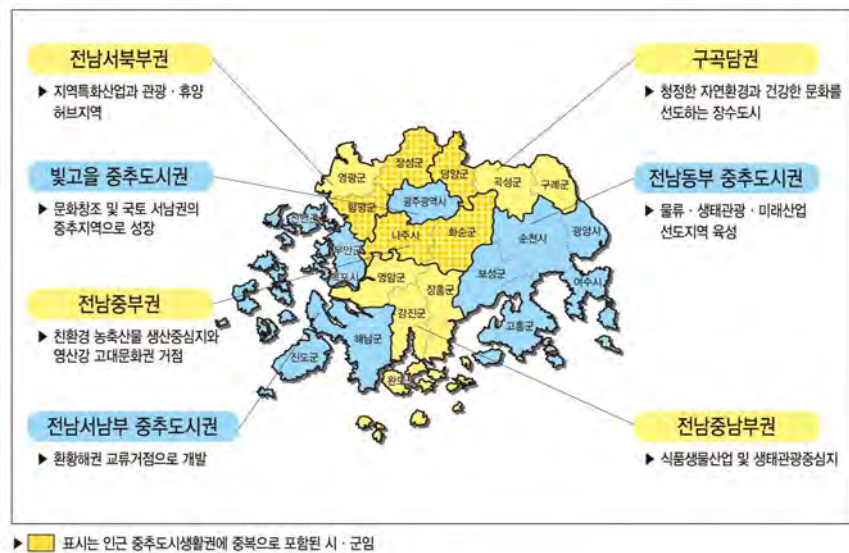 전남서북부권
▶ 지역특화산업과 관광 · 휴양
허브지역
빛고을 중추도시권
▶ 문화창조 및 국토 서남권의
중추지역으로 성장
전남중부권
▶ 친환경 농축산물 생산중심지와
영산강 고대문화권 거점
전남서남부 중추도시권
▶ 환황해권 교류거점으로 개발
구곡담권
▶ 청정한 자연환경과 건강한 문화를
선도하는 장수도시
전남동부 중추도시권
▶ 물류 · 생태관광 · 미래산업
선도지역 육성
전남중남부권
▶ 식품생물산업 및 생태관광중심지
장성군
담양군
영광군
곡성군
구례군
광주광역시
함평군
신안군
나주시
화순군
순천시
광양시
무안군
목포시
영암군
장흥군
보성군
여수시
강진군
고흥군
해남군
진도군
▶ 표시는 인근 중추도시생활권에 중복으로 포함된 시 · 군임